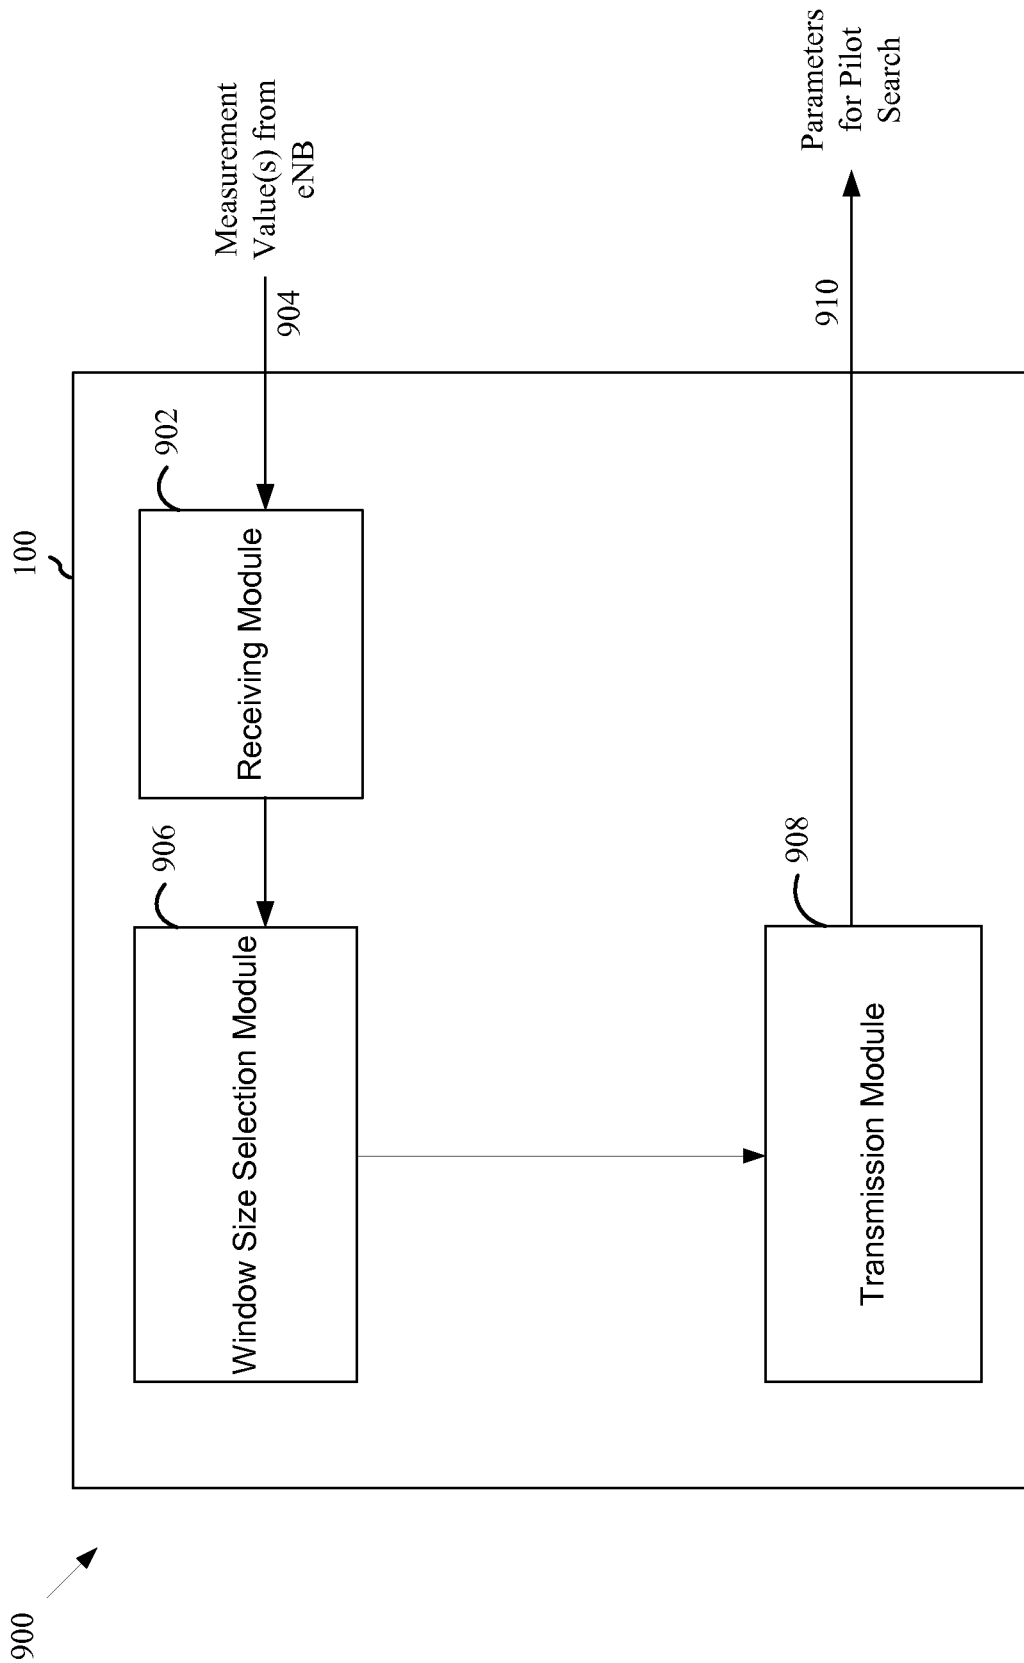 900
100
906
Window Size Selection Module
902
Receiving Module
904
Measurement
Value(s) from
eNB
908
Transmission Module
910
Parameters
for Pilot
Search